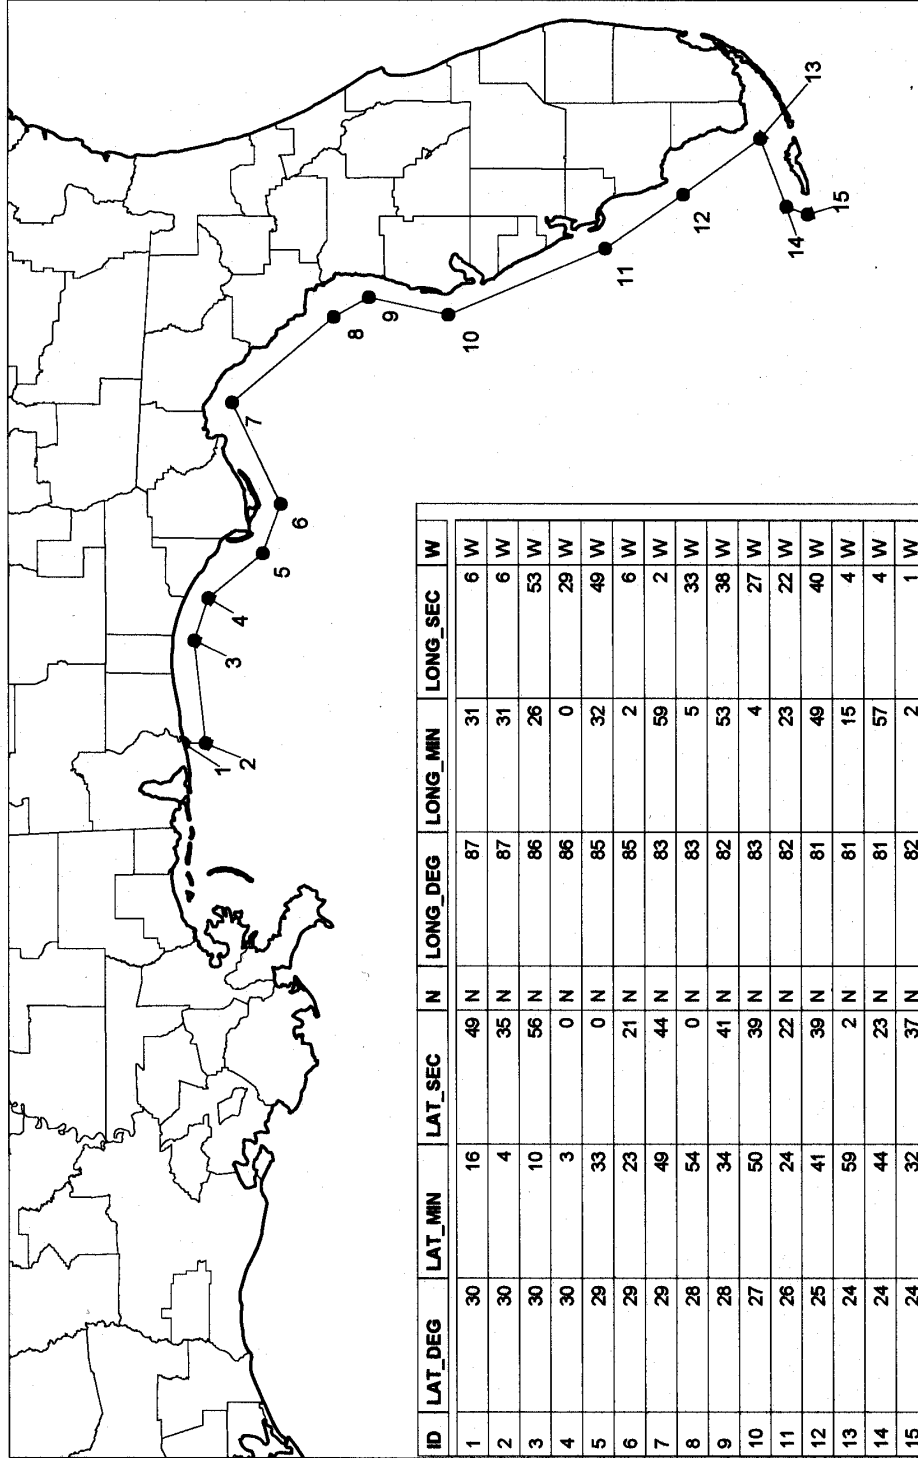 1
2
3
4
5
6
7
8
9
10
11
12
13
14
15
ID LAT_DEG LAT_MIN LAT_SEC N LONG_DEG LONG_MIN LONG_SEC W
1 30 16 49 N 87 31 6 W
2 30 4 35 N 87 31 6 W
3 30 10 56 N 86 26 53 W
4 30 3 0 N 86 0 29 W
5 29 33 0 N 85 32 49 W
6 29 23 21 N 85 2 6 W
7 29 49 44 N 83 59 2 W
8 28 54 0 N 83 5 33 W
9 28 34 41 N 82 53 38 W
10 27 50 39 N 83 4 27 W
11 26 24 22 N 82 23 22 W
12 25 41 39 N 81 49 40 W
13 24 59 2 N 81 15 4 W
14 24 44 23 N 81 57 4 W
15 24 32 37 N 82 2 1 W